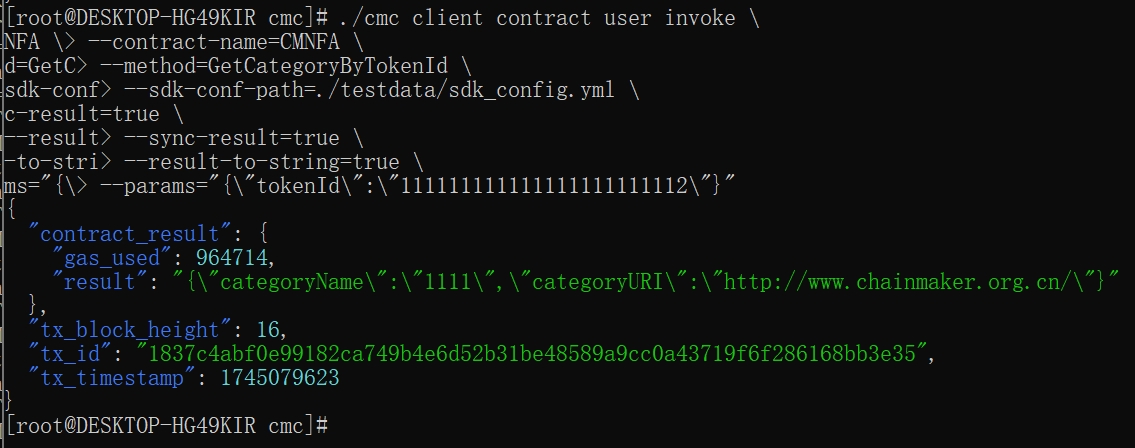 [root@DESKTOP-HG49KIR cmc]# ./cmc client contract user invoke \
NFA \> --contract-name=CMNFA \
d=GetC> --method=GetCategoryByTokenId \
sdk-conf> --sdk-conf-path=./testdata/sdk_config.yml \
c-result=true \
--result> --sync-result=true \
-to-stri> --result-to-string=true \
ms="{\> --params="{\"tokenId\":\"111111111111111111111112\"}"
{
  "contract_result": {
    "gas_used": 964714,
    "result": "{\"categoryName\":\"1111\",\"categoryURI\":\"http://www.chainmaker.org.cn/\"}"
  },
  "tx_block_height": 16,
  "tx_id": "1837c4abf0e99182ca749b4e6d52b31be48589a9cc0a43719f6f286168bb3e35",
  "tx_timestamp": 1745079623
}
[root@DESKTOP-HG49KIR cmc]#